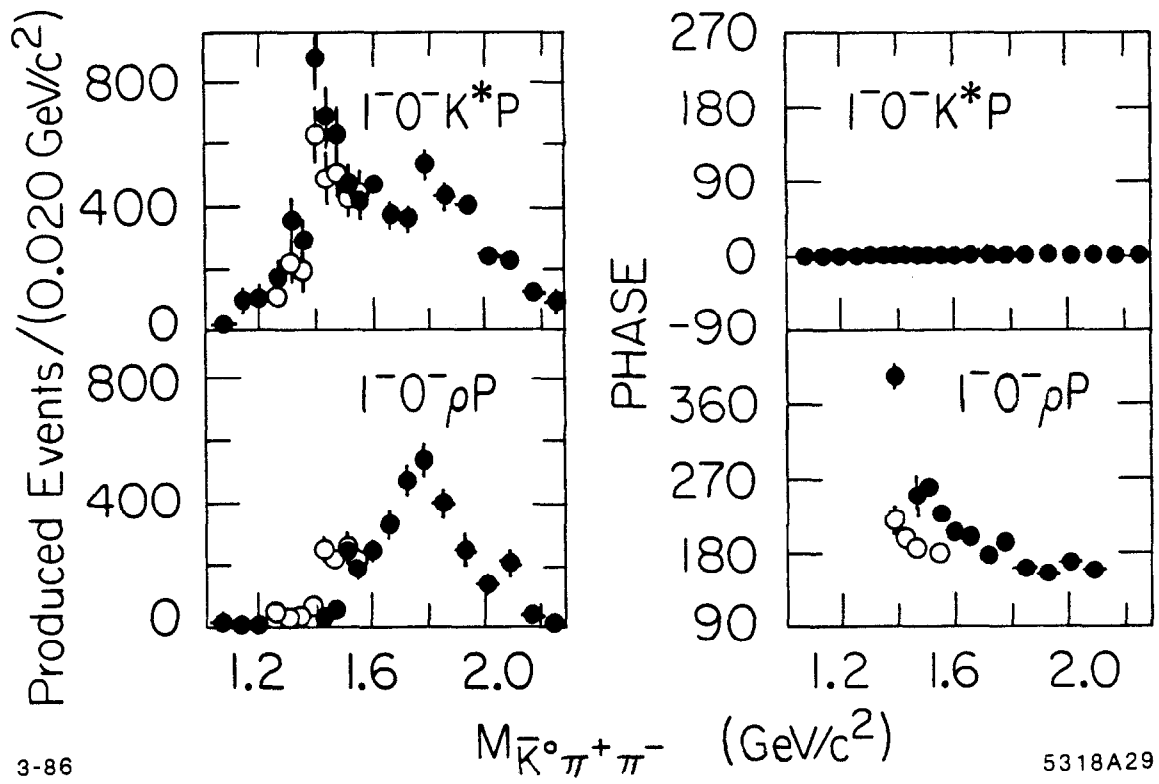 Produced Events/(0.020 GeV/c²)
800
400
0
1⁻0⁻K*P
800
400
0
1⁻0⁻ρP
1.2 1.6 2.0
PHASE
270
180
90
0
-90
1⁻0⁻K*P
360
270
180
90
1⁻0⁻ρP
1.2 1.6 2.0
M K̄°π⁺π⁻ (GeV/c²)
3-86
5318A29